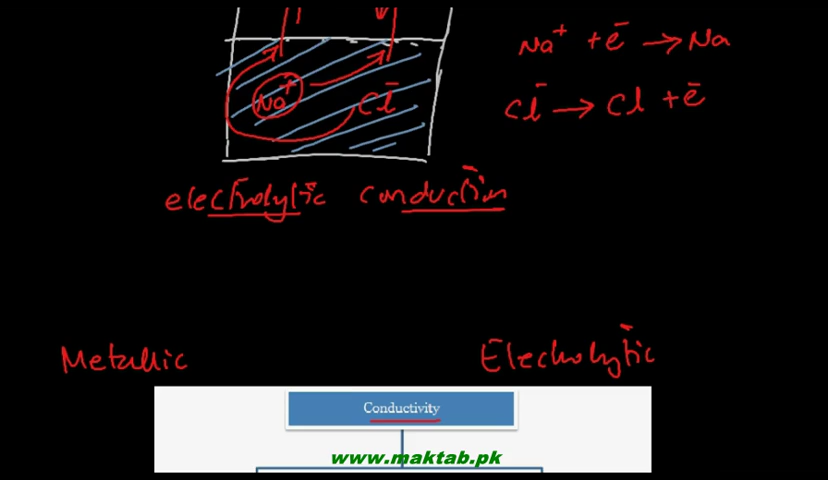 Na⁺ + e⁻ → Na
Na⁺ Cl⁻
Cl⁻ → Cl + e⁻
electrolytic conduction
Metallic Electrolytic
Conductivity
www.maktab.pk